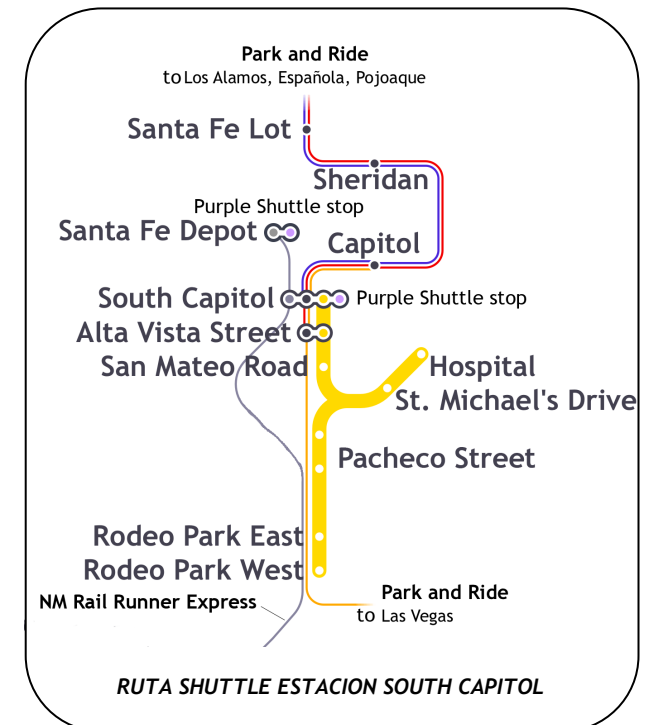 Park and Ride
to Los Alamos, Española, Pojoaque
Santa Fe Lot
Sheridan
Purple Shuttle stop
Santa Fe Depot
Capitol
South Capitol
Purple Shuttle stop
Alta Vista Street
San Mateo Road
Hospital
St. Michael's Drive
Pacheco Street
Rodeo Park East
Rodeo Park West
Park and Ride
to Las Vegas
NM Rail Runner Express
RUTA SHUTTLE ESTACION SOUTH CAPITOL